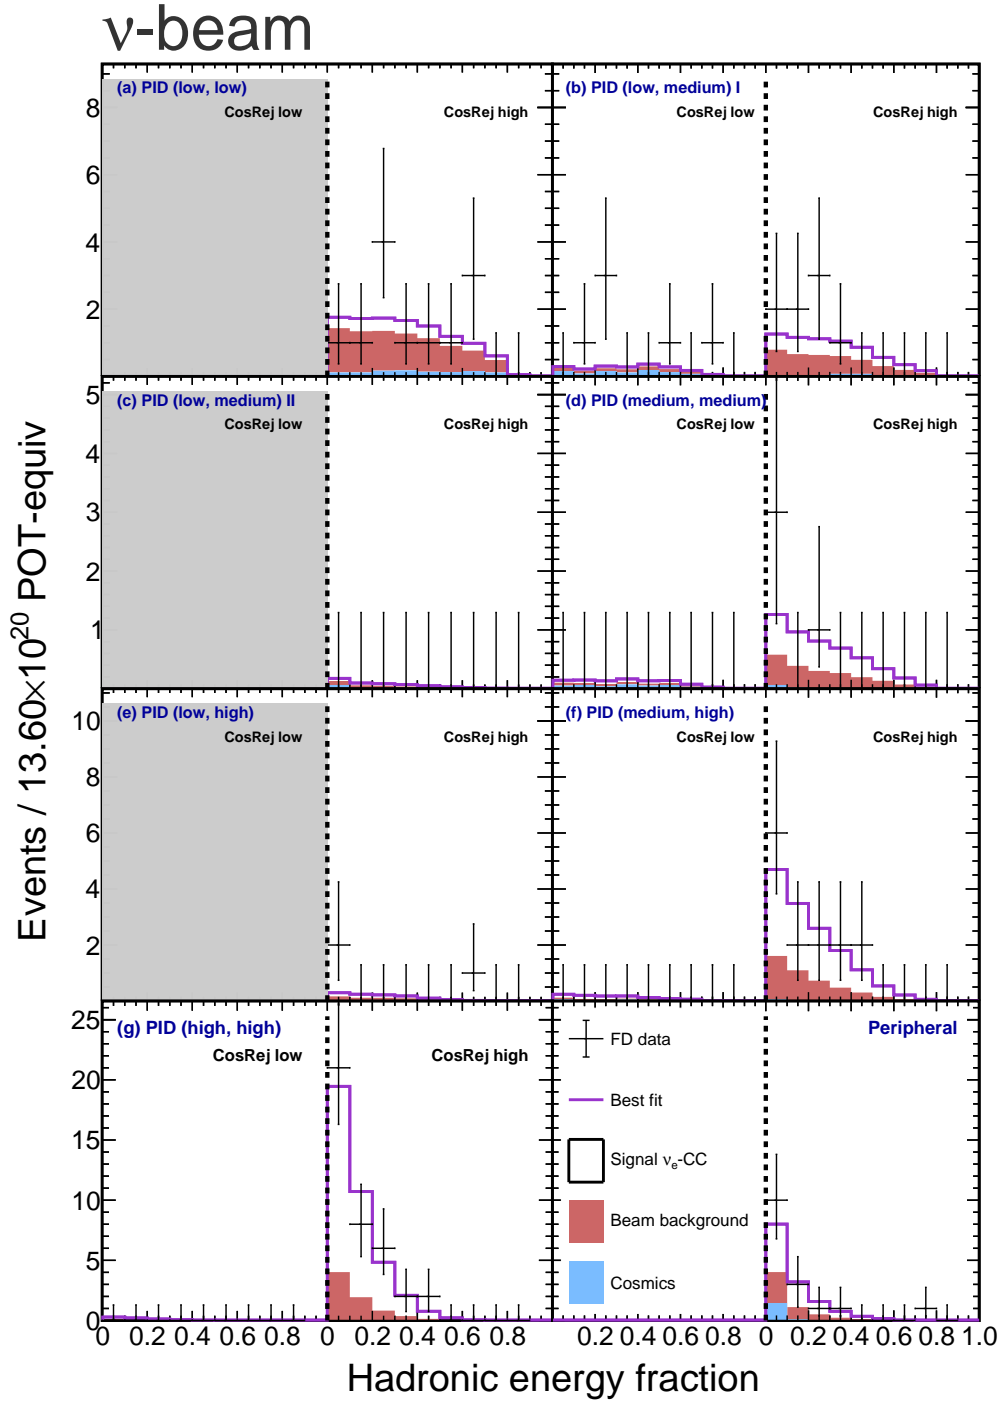 ν-beam
(a) PID (low, low)
CosRej low
CosRej high
(b) PID (low, medium) I
CosRej low
CosRej high
8
6
4
2
(c) PID (low, medium) II
CosRej low
CosRej high
(d) PID (medium, medium)
CosRej low
CosRej high
5
4
3
2
1
(e) PID (low, high)
CosRej low
CosRej high
(f) PID (medium, high)
CosRej low
CosRej high
10
8
6
4
2
(g) PID (high, high)
CosRej low
CosRej high
Peripheral
25
20
15
10
5
0
FD data
Best fit
Signal νe-CC
Beam background
Cosmics
0 0.2 0.4 0.6 0.8 0 0.2 0.4 0.6 0.8 0.2 0.4 0.6 0.8 0 0.2 0.4 0.6 0.8 1.0
Hadronic energy fraction
Events / 13.60×10²⁰ POT-equiv